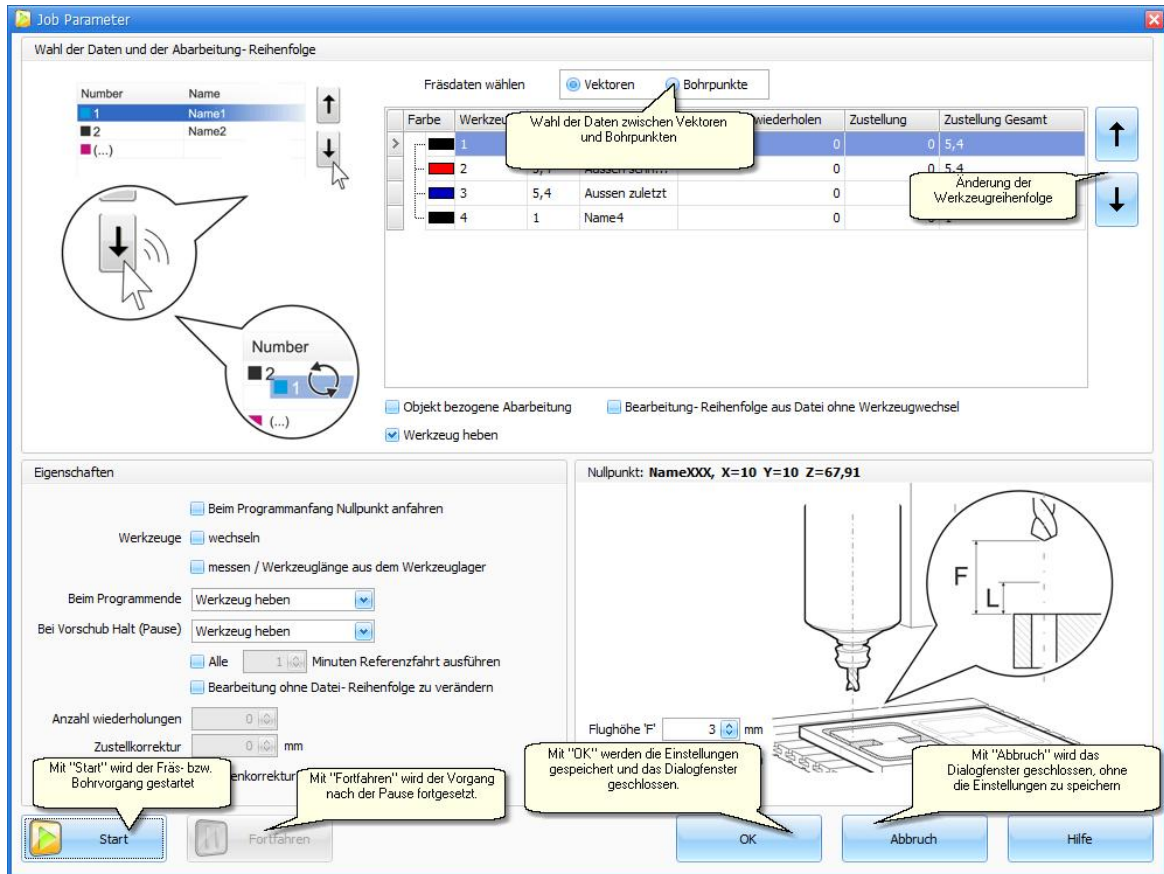 Job Parameter
Wahl der Daten und der Abarbeitung- Reihenfolge
Number Name
1 Name1
2 Name2
(...)
Number
2
1
(...)
Fräsdaten wählen Vektoren Bohrpunkte
Wahl der Daten zwischen Vektoren
und Bohrpunkten
Farbe Werkzeu wiederholen Zustellung Zustellung Gesamt
1 0 0 5,4
2 0 0 5,4
3 5,4 Aussen zuletzt 0
4 1 Name4 0
Änderung der
Werkzeugreihenfolge
Objekt bezogene Abarbeitung Bearbeitung- Reihenfolge aus Datei ohne Werkzeugwechsel
Werkzeug heben
Eigenschaften
Beim Programmanfang Nullpunkt anfahren
Werkzeuge wechseln
messen / Werkzeuglänge aus dem Werkzeuglager
Beim Programmende Werkzeug heben
Bei Vorschub Halt (Pause) Werkzeug heben
Alle 1 Minuten Referenzfahrt ausführen
Bearbeitung ohne Datei- Reihenfolge zu verändern
Anzahl wiederholungen 0
Zustellkorrektur 0 mm
enkorrektur
Nullpunkt: NameXXX, X=10 Y=10 Z=67,91
F
L
Flughöhe 'F' 3 mm
Mit "Start" wird der Fräs- bzw.
Bohrvorgang gestartet
Mit "Fortfahren" wird der Vorgang
nach der Pause fortgesetzt.
Mit "OK" werden die Einstellungen
gespeichert und das Dialogfenster
geschlossen.
Mit "Abbruch" wird das
Dialogfenster geschlossen, ohne
die Einstellungen zu speichern
Start Fortfahren OK Abbruch Hilfe